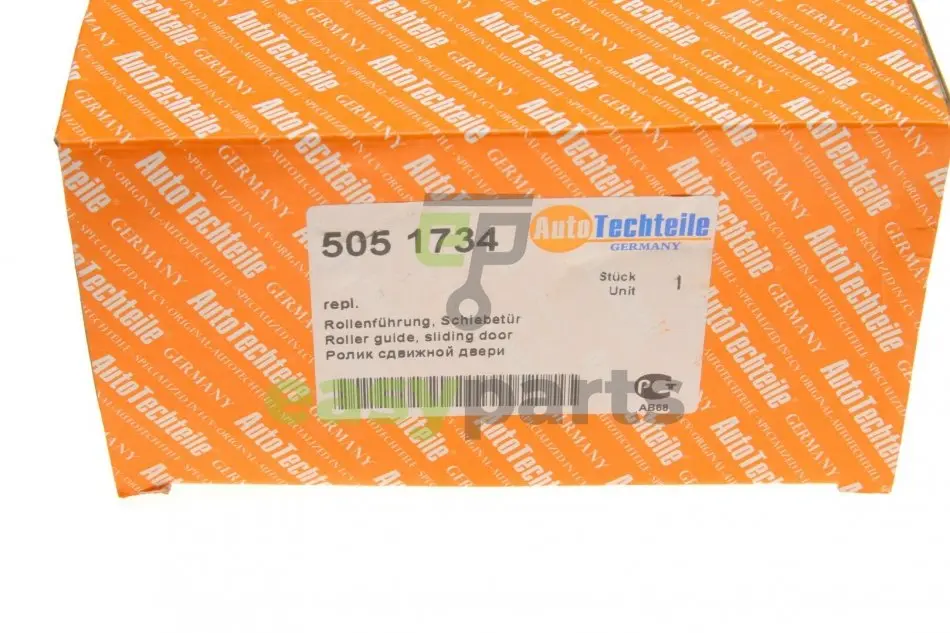 AutoTechteile
GERMANY
505 1734
AutoTechteile
GERMANY
Stück
Unit
1
repl.
Rollenführung, Schiebetür
Roller guide, sliding door
Ролик сдвижной двери
easyparts
АВ68